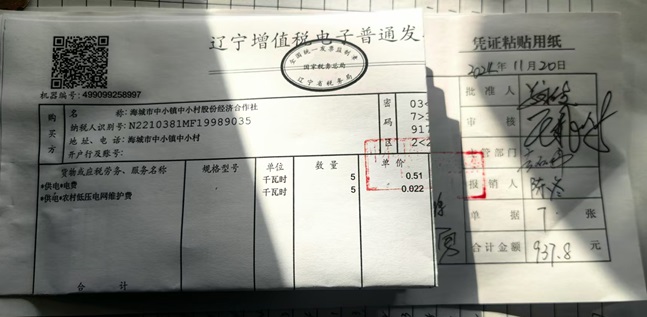 辽宁增值税电子普通发
全国统一发票监制章
国家税务总局
辽宁省税务局
机器编号: 499099258997
购买方
名 称: 海城市中小镇中小村股份经济合作社
纳税人识别号: N2210381MF19989035
地 址、电 话: 海城市中小镇中小村
开户行及账号:
密码区
03<
7>3
917
2<2
货物或应税劳务、服务名称 规格型号 单位 数 量 单 价
*供电*电费 千瓦时 5 0.51
*供电*农村低压电网维护费 千瓦时 5 0.022
合 计
凭证粘贴用纸
2024年11月20日
批 准 人
审 核
主管部门
报 销 人
单 据 7 张
合计金额 937.8 元